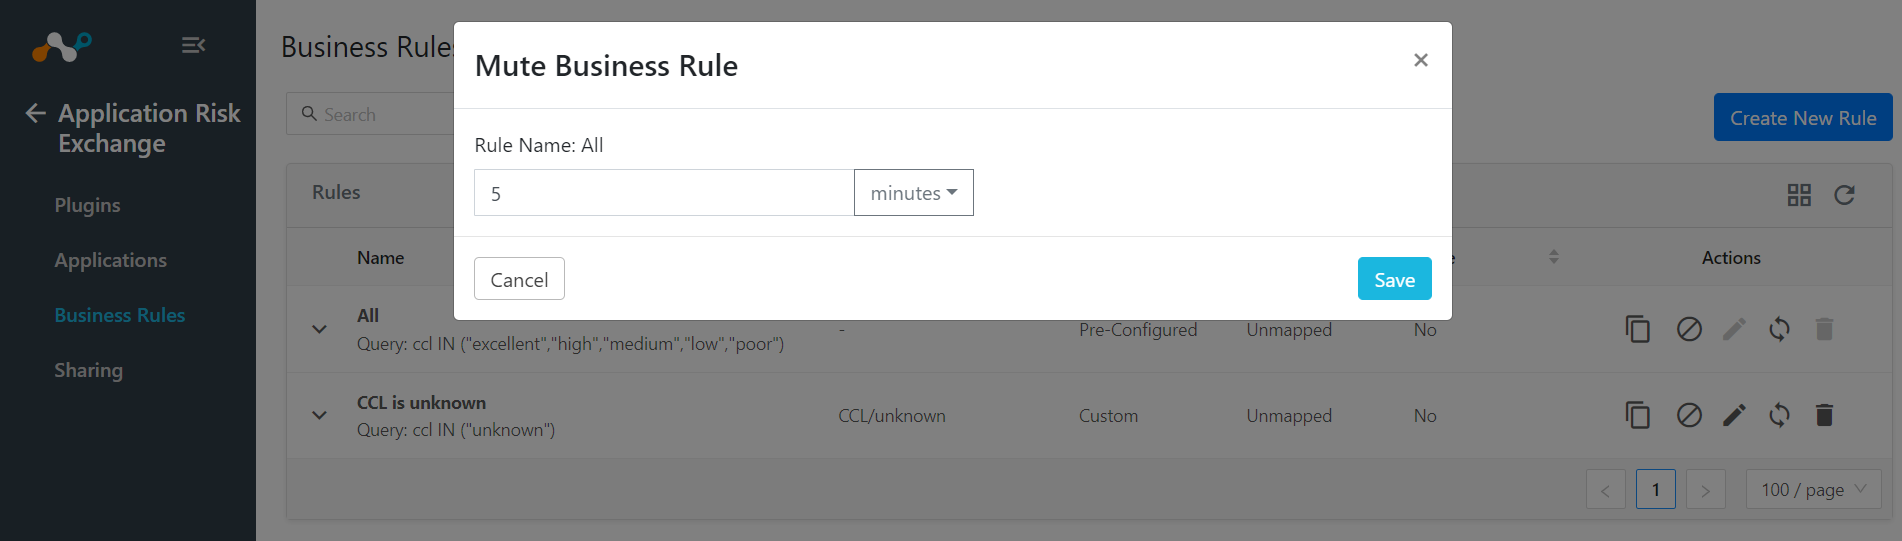 Application Risk
Exchange
Plugins
Applications
Business Rules
Sharing
Business Rules
Search
Create New Rule
Mute Business Rule
×
Rule Name: All
5 minutes
Cancel Save
Rules
Name Actions
All
Query: ccl IN ("excellent","high","medium","low","poor") - Pre-Configured Unmapped No
CCL is unknown
Query: ccl IN ("unknown") CCL/unknown Custom Unmapped No
< 1 > 100 / page